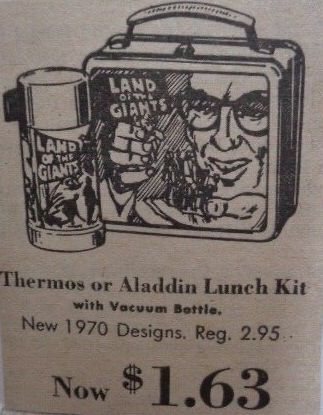 LAND
OF THE
GIANTS
LAND
OF THE
GIANTS
Thermos or Aladdin Lunch Kit
with Vacuum Bottle.
New 1970 Designs. Reg. 2.95.
Now $1.63